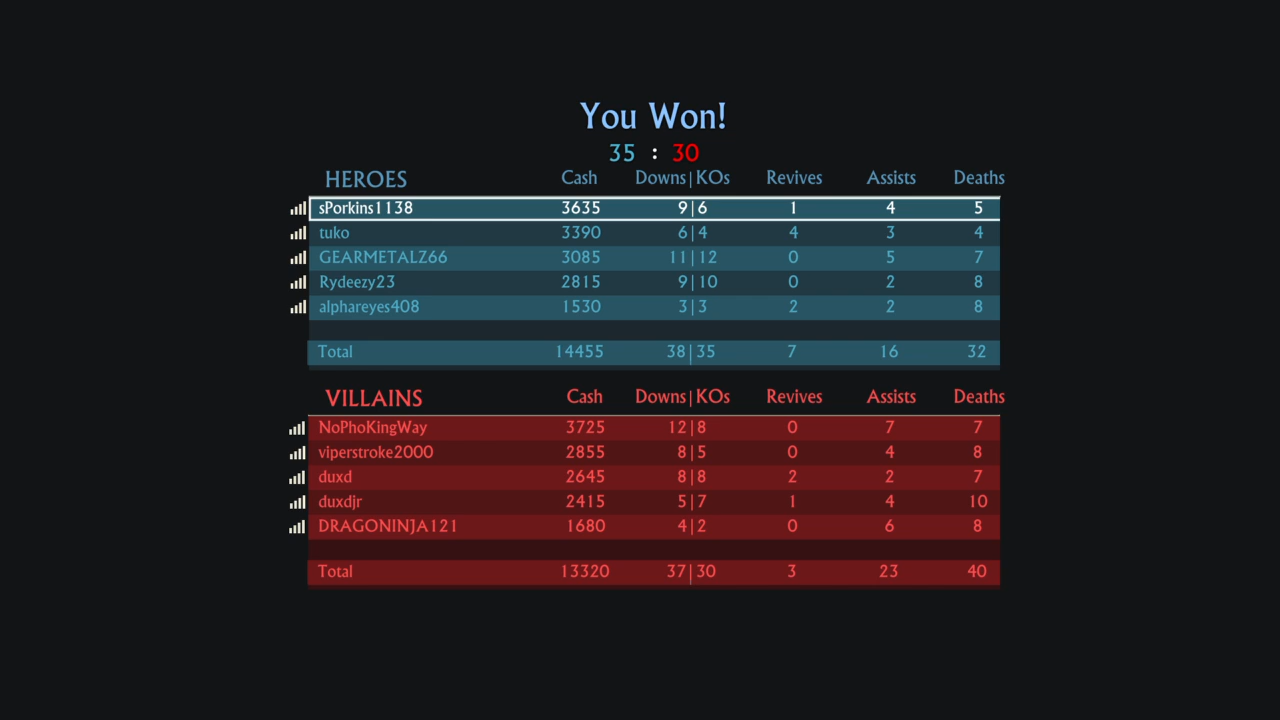 You Won!
35 : 30
HEROES Cash Downs|KOs Revives Assists Deaths
sPorkins1138 3635 9|6 1 4 5
tuko 3390 6|4 4 3 4
GEARMETALZ66 3085 11|12 0 5 7
Rydeezy23 2815 9|10 0 2 8
alphareyes408 1530 3|3 2 2 8
Total 14455 38|35 7 16 32
VILLAINS Cash Downs|KOs Revives Assists Deaths
NoPhoKingWay 3725 12|8 0 7 7
viperstroke2000 2855 8|5 0 4 8
duxd 2645 8|8 2 2 7
duxdjr 2415 5|7 1 4 10
DRAGONINJA121 1680 4|2 0 6 8
Total 13320 37|30 3 23 40